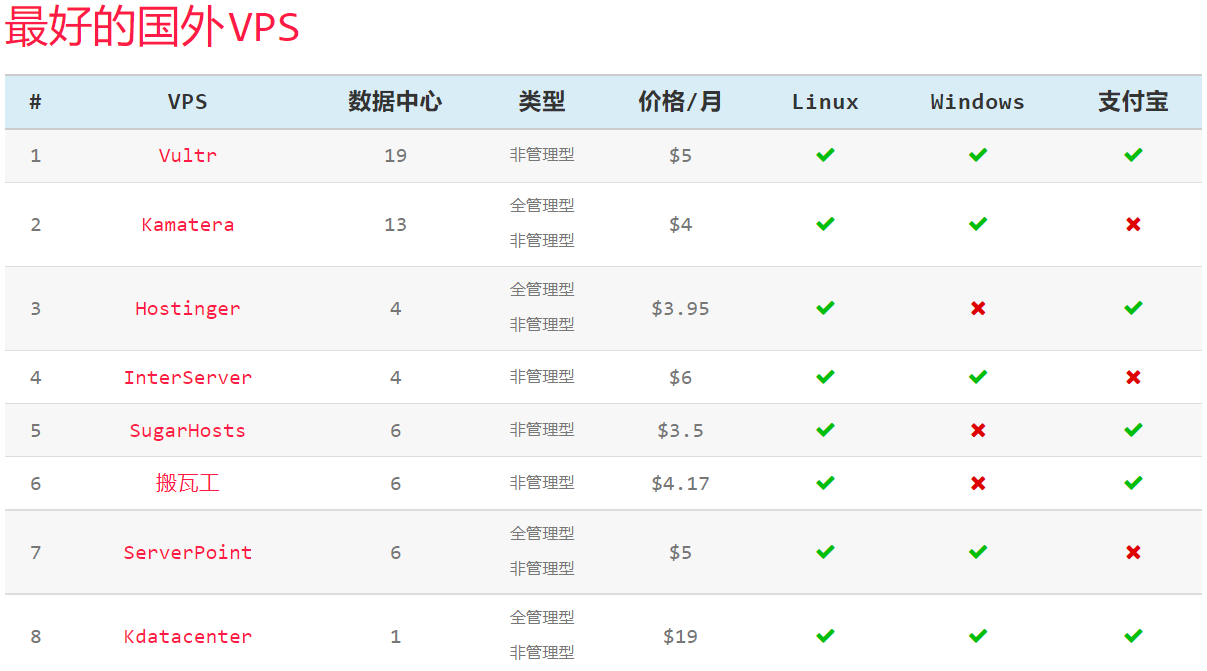 最好的国外VPS
# VPS 数据中心 类型 价格/月 Linux Windows 支付宝
1 Vultr 19 非管理型 $5 ✔ ✔ ✔
2 Kamatera 13 全管理型 $4 ✔ ✔ ✖
非管理型
3 Hostinger 4 全管理型 $3.95 ✔ ✖ ✔
非管理型
4 InterServer 4 非管理型 $6 ✔ ✔ ✖
5 SugarHosts 6 非管理型 $3.5 ✔ ✖ ✔
6 搬瓦工 6 非管理型 $4.17 ✔ ✖ ✔
7 ServerPoint 6 全管理型 $5 ✔ ✔ ✖
非管理型
8 Kdatacenter 1 全管理型 $19 ✔ ✔ ✔
非管理型